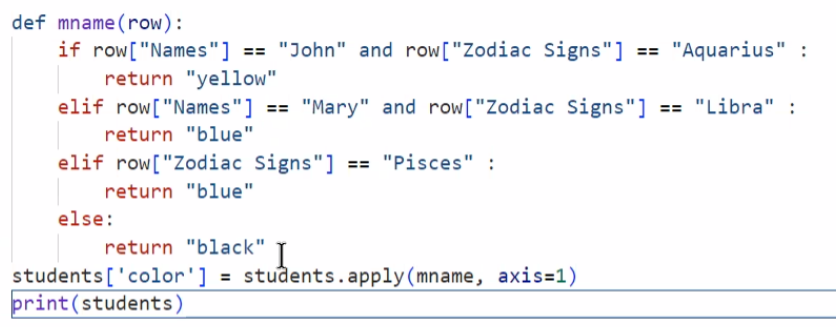 def mname(row):
    if row["Names"] == "John" and row["Zodiac Signs"] == "Aquarius" :
        return "yellow"
    elif row["Names"] == "Mary" and row["Zodiac Signs"] == "Libra" :
        return "blue"
    elif row["Zodiac Signs"] == "Pisces" :
        return "blue"
    else:
        return "black"
students['color'] = students.apply(mname, axis=1)
print(students)